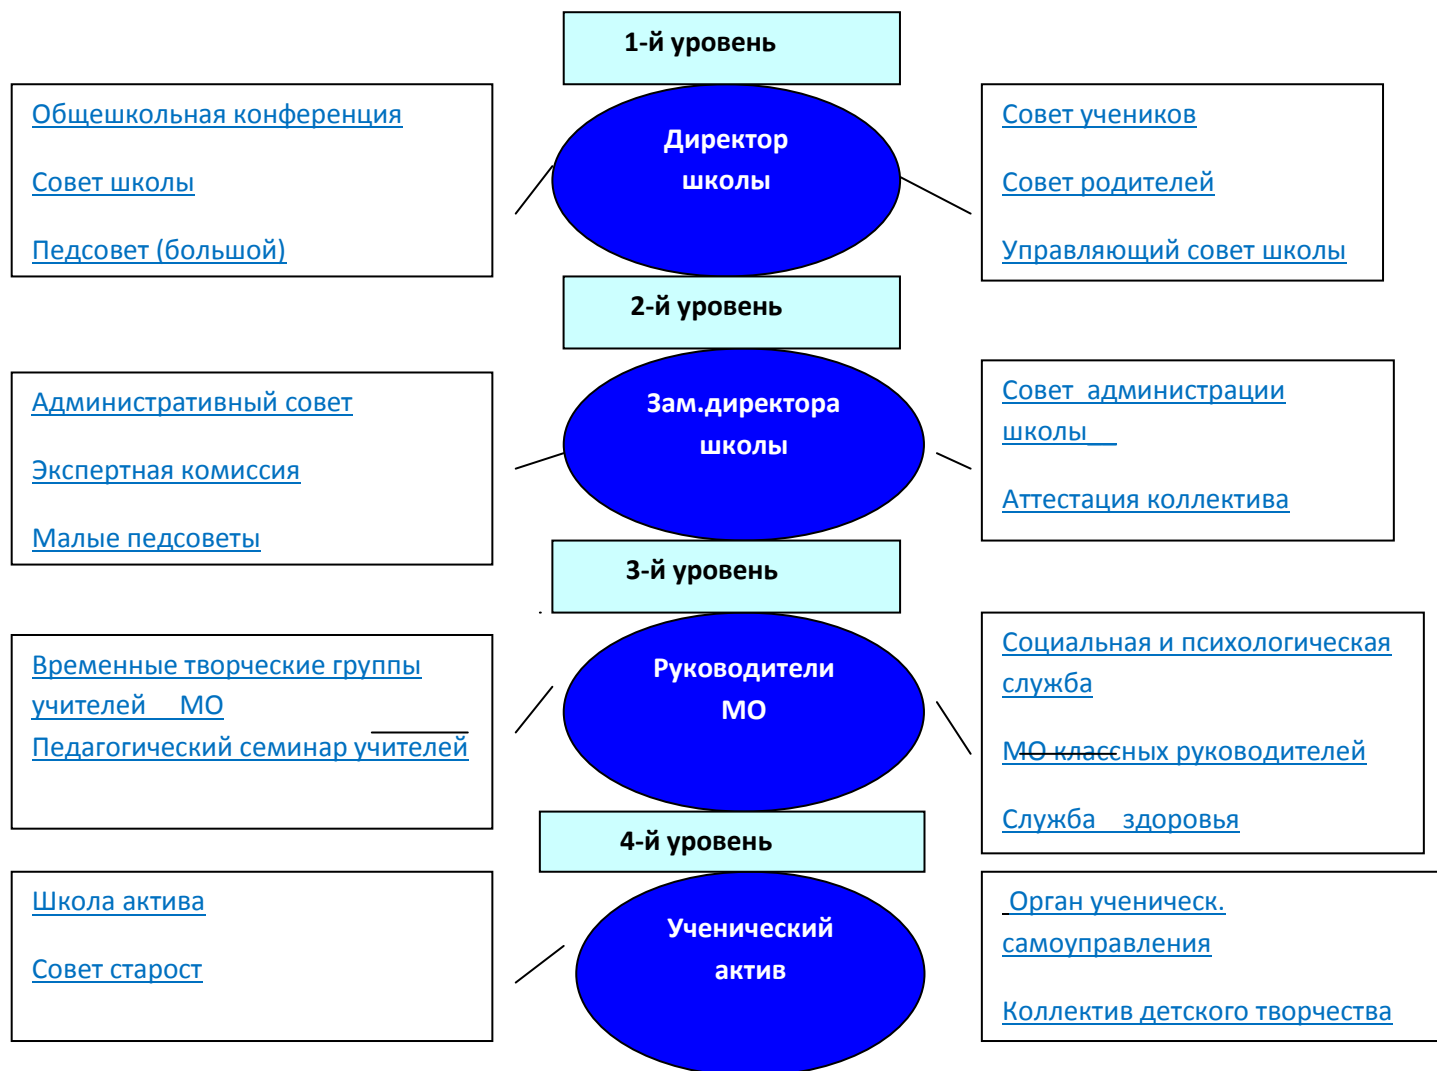 1-й уровень
Общешкольная конференция
Совет школы
Педсовет (большой)
Директор
школы
Совет учеников
Совет родителей
Управляющий совет школы
2-й уровень
Административный совет
Экспертная комиссия
Малые педсоветы
Зам.директора
школы
Совет администрации
школы__
Аттестация коллектива
3-й уровень
Временные творческие группы
учителей МО
Педагогический семинар учителей
Руководители
МО
Социальная и психологическая
служба
МО классных руководителей
Служба здоровья
4-й уровень
Школа актива
Совет старост
Ученический
актив
Орган ученическ.
самоуправления
Коллектив детского творчества